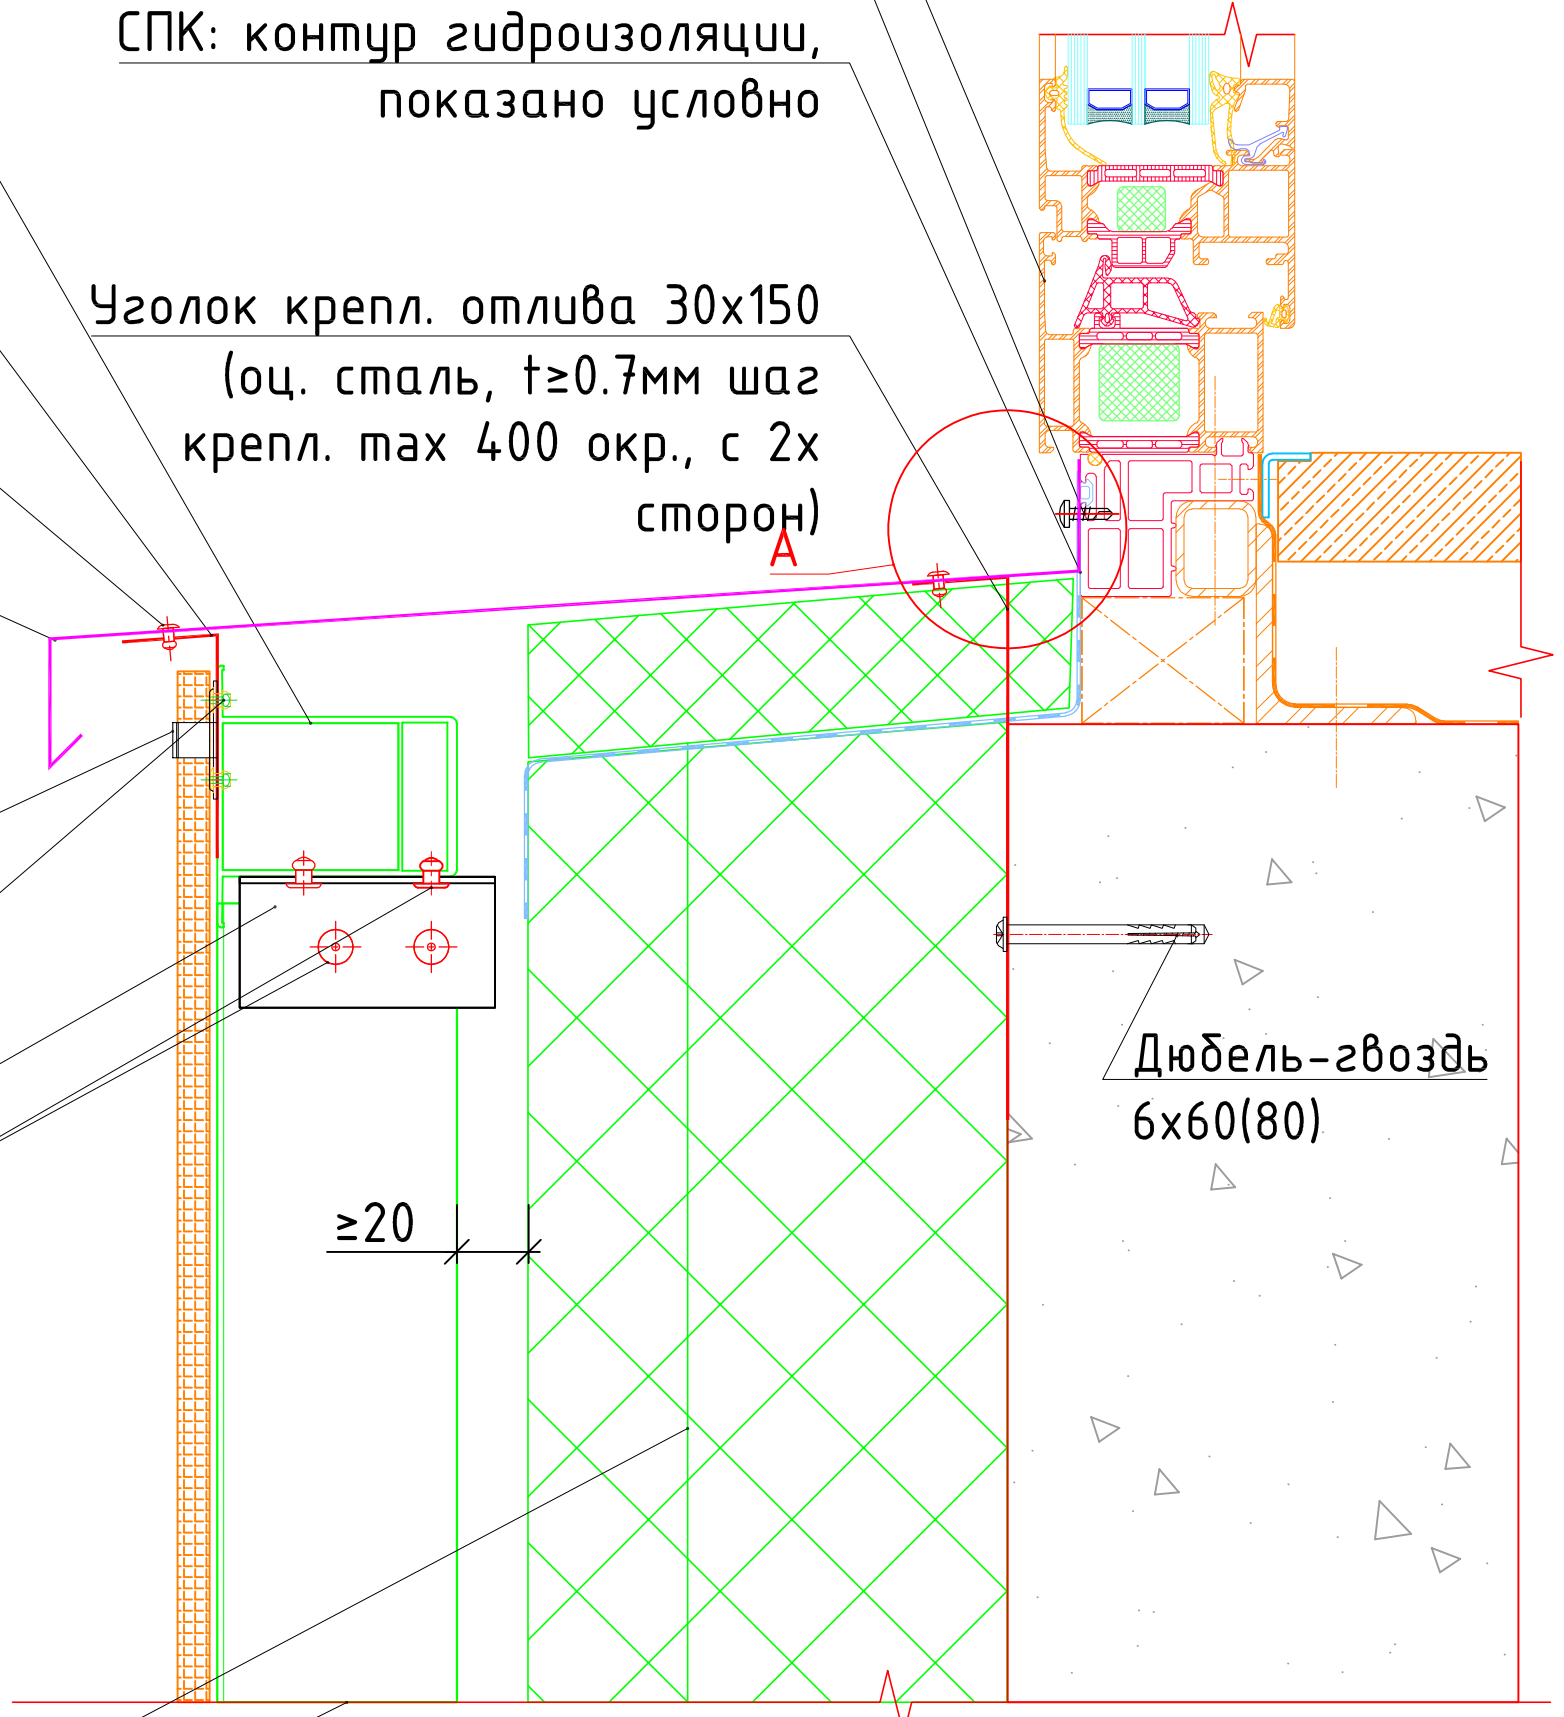 СПК: контур гидроизоляции,
показано условно
Уголок крепл. отлива 30х150
(оц. сталь, t≥0.7мм шаг
крепл. max 400 окр., с 2х
сторон)
А
Дюбель-гвоздь
6х60(80)
≥20